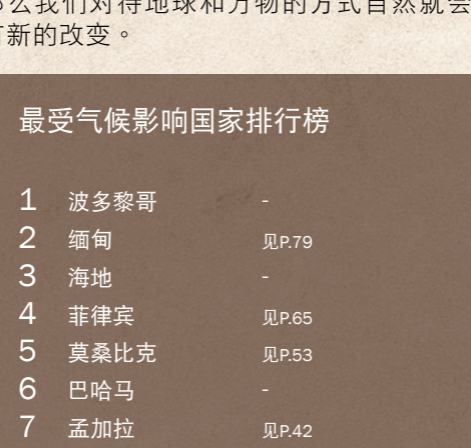 么我们对待地球和万物的方式自然就会
新的改变。
最受气候影响国家排行榜
1 波多黎哥 -
2 缅甸 见P.79
3 海地 -
4 菲律宾 见P.65
5 莫桑比克 见P.53
6 巴哈马 -
7 孟加拉 见P.42